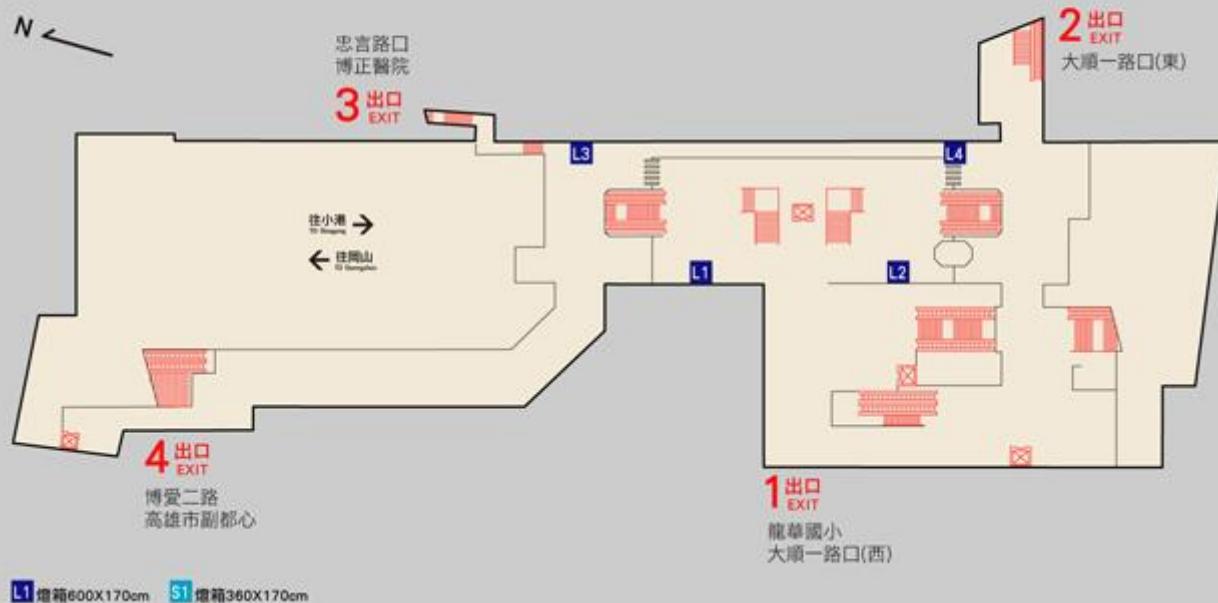 N
忠言路口
博正醫院
3 出口
EXIT
2 出口
EXIT
大順一路口(東)
L3
L4
往小港
往岡山
L1
L2
4 出口
EXIT
博愛二路
高雄市副都心
1 出口
EXIT
龍華國小
大順一路口(西)
L1 燈箱600X170cm
S1 燈箱360X170cm